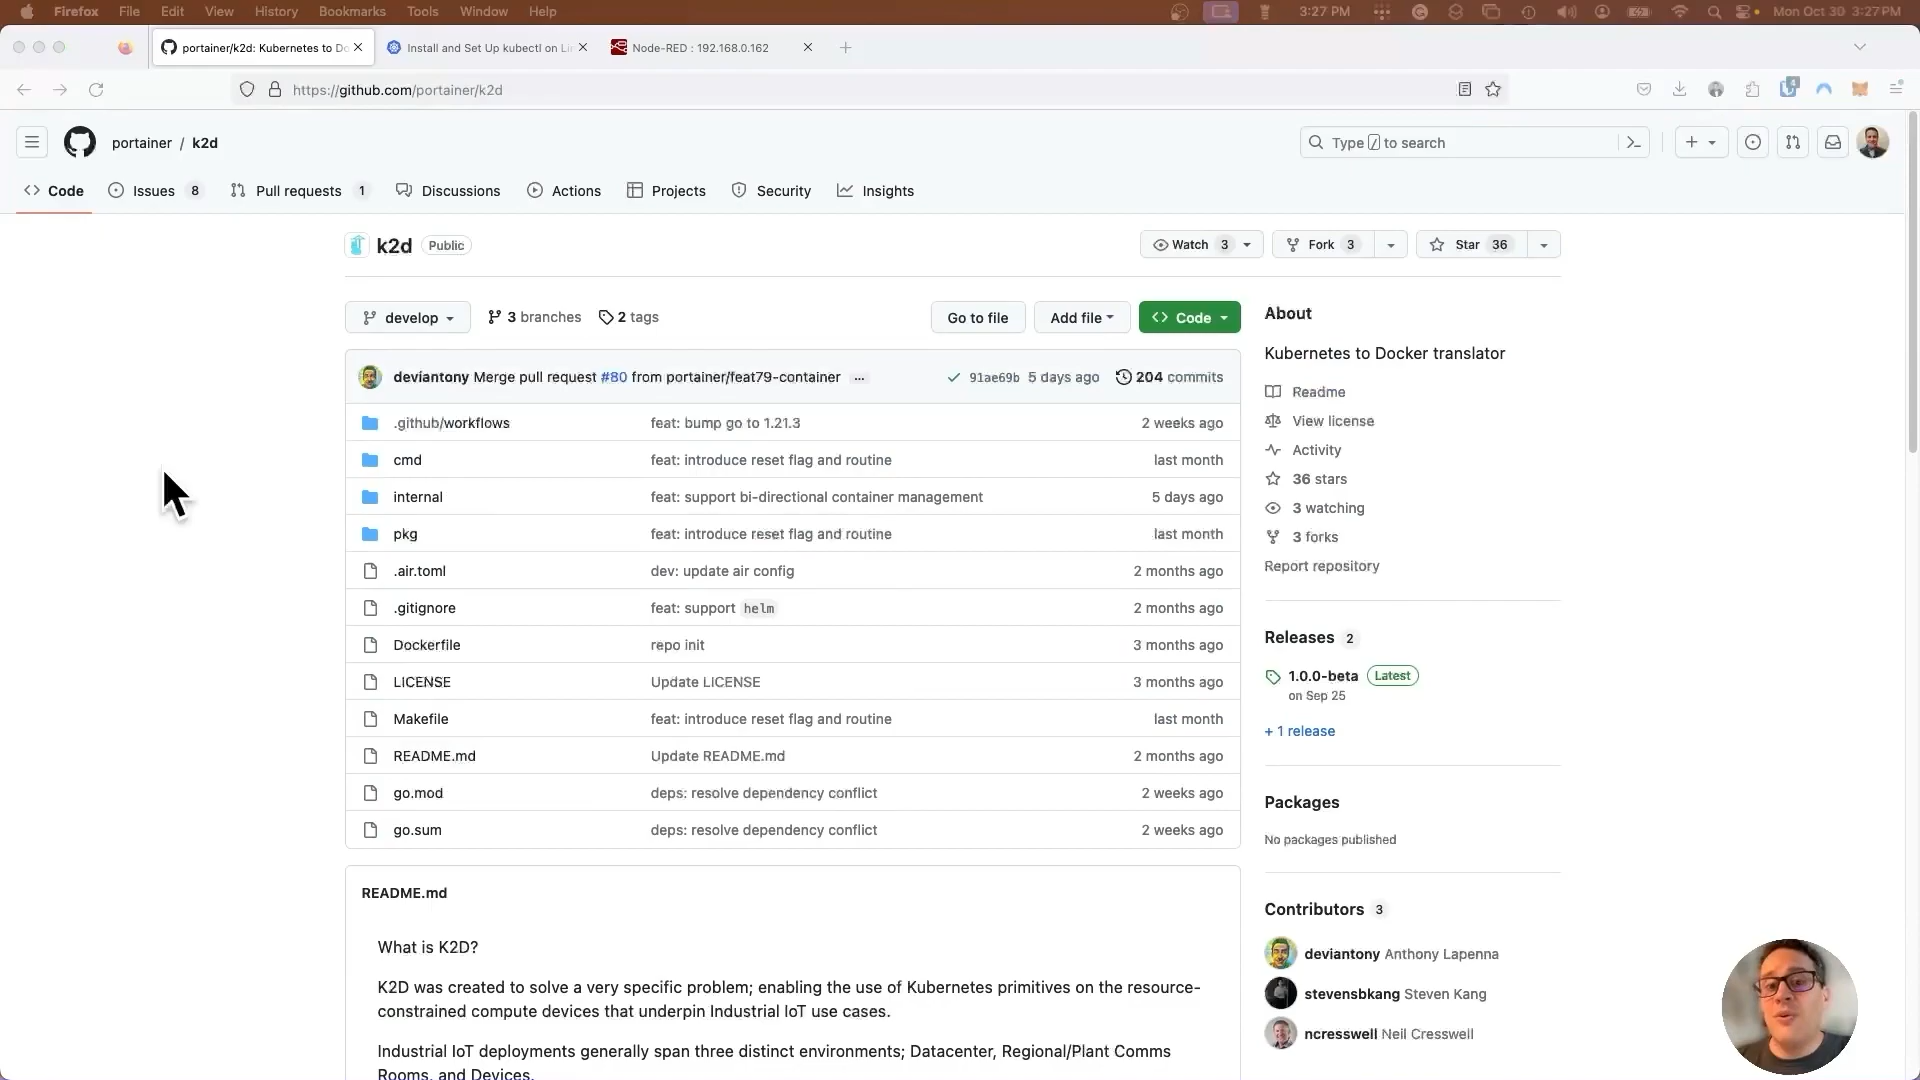 Firefox File Edit View History Bookmarks Tools Window Help 3:27 PM Mon Oct 30 3:27 PM
portainer/k2d: Kubernetes to Do Install and Set Up kubectl on Li Node-RED : 192.168.0.162
https://github.com/portainer/k2d 4
portainer / k2d Type / to search
Code Issues 8 Pull requests 1 Discussions Actions Projects Security Insights
k2d Public Watch 3 Fork 3 Star 36
develop 3 branches 2 tags Go to file Add file Code
deviantony Merge pull request #80 from portainer/feat79-container ... 91ae69b 5 days ago 204 commits
.github/workflows feat: bump go to 1.21.3 2 weeks ago
cmd feat: introduce reset flag and routine last month
internal feat: support bi-directional container management 5 days ago
pkg feat: introduce reset flag and routine last month
.air.toml dev: update air config 2 months ago
.gitignore feat: support helm 2 months ago
Dockerfile repo init 3 months ago
LICENSE Update LICENSE 3 months ago
Makefile feat: introduce reset flag and routine last month
README.md Update README.md 2 months ago
go.mod deps: resolve dependency conflict 2 weeks ago
go.sum deps: resolve dependency conflict 2 weeks ago
README.md
What is K2D?
K2D was created to solve a very specific problem; enabling the use of Kubernetes primitives on the resource-
constrained compute devices that underpin Industrial IoT use cases.
Industrial IoT deployments generally span three distinct environments; Datacenter, Regional/Plant Comms
Rooms, and Devices.
About
Kubernetes to Docker translator
Readme
View license
Activity
36 stars
3 watching
3 forks
Report repository
Releases 2
1.0.0-beta Latest
on Sep 25
+ 1 release
Packages
No packages published
Contributors 3
deviantony Anthony Lapenna
stevensbkang Steven Kang
ncresswell Neil Cresswell